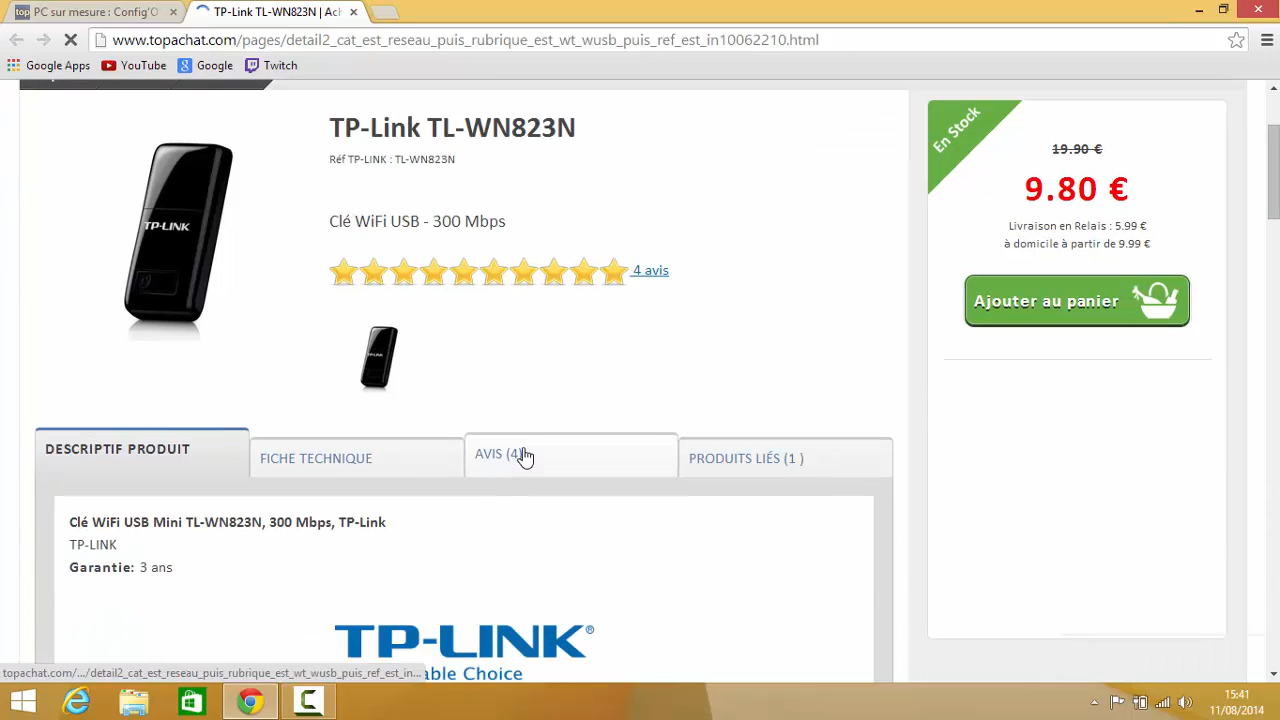 PC sur mesure : Config'O
TP-Link TL-WN823N | Ach
www.topachat.com/pages/detail2_cat_est_reseau_puis_rubrique_est_wt_wusb_puis_ref_est_in10062210.html
Google Apps YouTube Google Twitch
TP-Link TL-WN823N
Réf TP-LINK : TL-WN823N
Clé WiFi USB - 300 Mbps
4 avis
TP-LINK
TP-LINK
En Stock
19.90 €
9.80 €
Livraison en Relais : 5.99 €
à domicile à partir de 9.99 €
Ajouter au panier
DESCRIPTIF PRODUIT
FICHE TECHNIQUE
AVIS (4)
PRODUITS LIÉS (1 )
Clé WiFi USB Mini TL-WN823N, 300 Mbps, TP-Link
TP-LINK
Garantie: 3 ans
TP-LINK®
able Choice
topachat.com/.../detail2_cat_est_reseau_puis_rubrique_est_wt_wusb_puis_ref_est_in...
15:41
11/08/2014